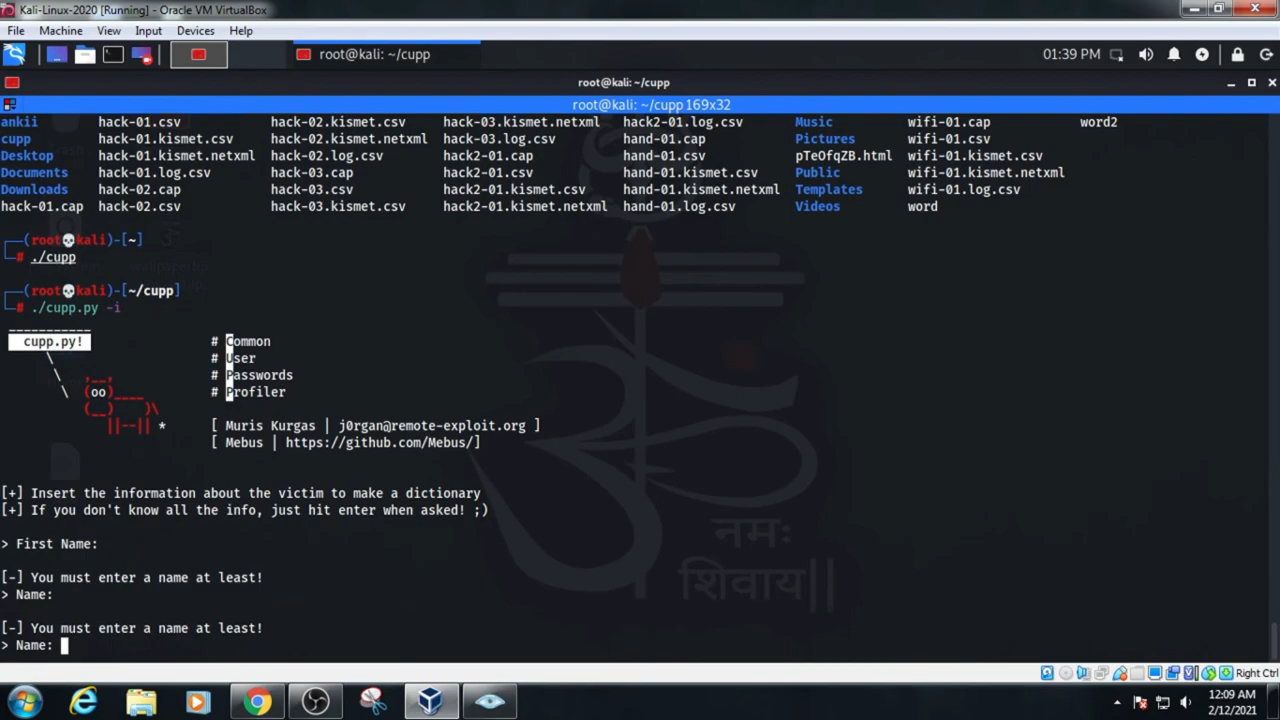 Kali-Linux-2020 [Running] - Oracle VM VirtualBox
File Machine View Input Devices Help
root@kali: ~/cupp 01:39 PM
root@kali: ~/cupp
root@kali: ~/cupp 169x32
ankii hack-01.csv hack-02.kismet.csv hack-03.kismet.netxml hack2-01.log.csv Music wifi-01.cap word2
cupp hack-01.kismet.csv hack-02.kismet.netxml hack-03.log.csv hand-01.cap Pictures wifi-01.csv
Desktop hack-01.kismet.netxml hack-02.log.csv hack2-01.cap hand-01.csv pTeOfqZB.html wifi-01.kismet.csv
Documents hack-01.log.csv hack-03.cap hack2-01.csv hand-01.kismet.csv Public wifi-01.kismet.netxml
Downloads hack-02.cap hack-03.csv hack2-01.kismet.csv hand-01.kismet.netxml Templates wifi-01.log.csv
hack-01.cap hack-02.csv hack-03.kismet.csv hack2-01.kismet.netxml hand-01.log.csv Videos word
(root💀kali)-[~]
# ./cupp
(root💀kali)-[~/cupp]
# ./cupp.py -i
___________
cupp.py! # Common
\ # User
\ ,__, # Passwords
\ (oo)____ # Profiler
(__) )\
||--|| * [ Muris Kurgas | j0rgan@remote-exploit.org ]
[ Mebus | https://github.com/Mebus/]
[+] Insert the information about the victim to make a dictionary
[+] If you don't know all the info, just hit enter when asked! ;)
> First Name:
[-] You must enter a name at least!
> Name:
[-] You must enter a name at least!
> Name:
नमः
शिवाय||
Right Ctrl
12:09 AM
2/12/2021